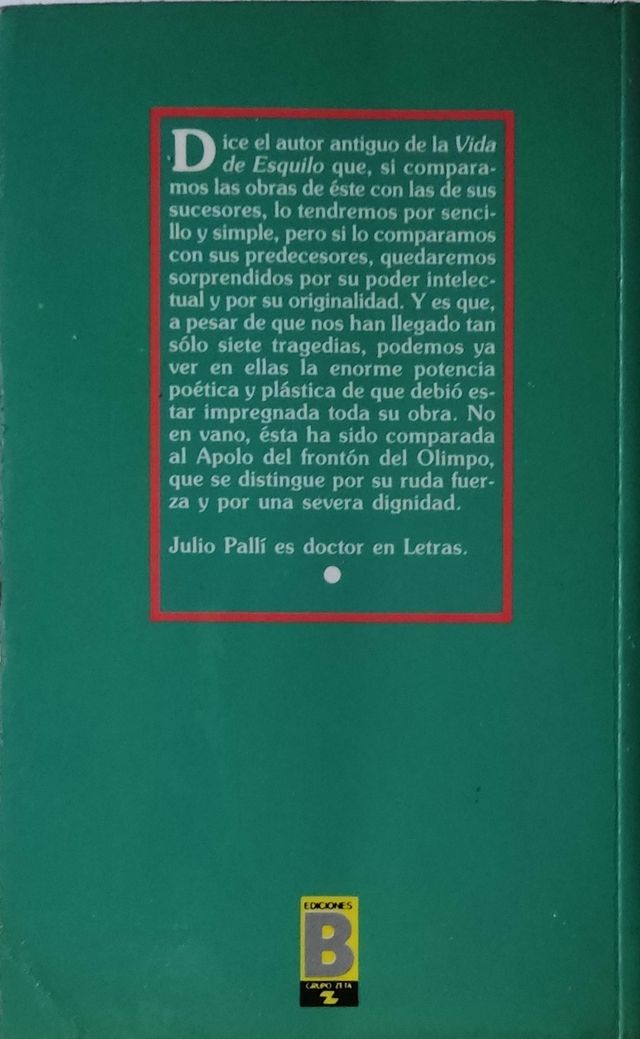 Dice el autor antiguo de la Vida
de Esquilo que, si compara-
mos las obras de éste con las de sus
sucesores, lo tendremos por senci-
llo y simple, pero si lo comparamos
con sus predecesores, quedaremos
sorprendidos por su poder intelec-
tual y por su originalidad. Y es que,
a pesar de que nos han llegado tan
sólo siete tragedias, podemos ya
ver en ellas la enorme potencia
poética y plástica de que debió es-
tar impregnada toda su obra. No
en vano, ésta ha sido comparada
al Apolo del frontón del Olimpo,
que se distingue por su ruda fuer-
za y por una severa dignidad.
Julio Pallí es doctor en Letras.
EDICIONES
B
GRUPO ZETA